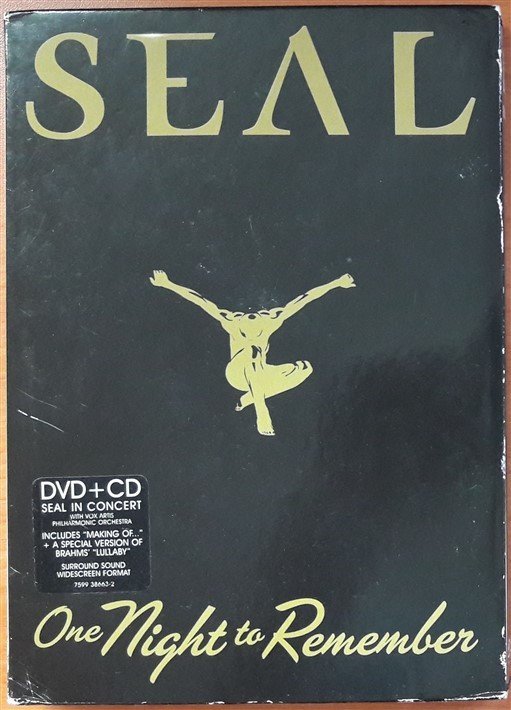 SEAL
DVD+CD
SEAL IN CONCERT
WITH VOX ARTIS
PHILHARMONIC ORCHESTRA
INCLUDES "MAKING OF..."
+ A SPECIAL VERSION OF
BRAHMS' "LULLABY"
SURROUND SOUND
WIDESCREEN FORMAT
7599 38663-2
One Night to Remember